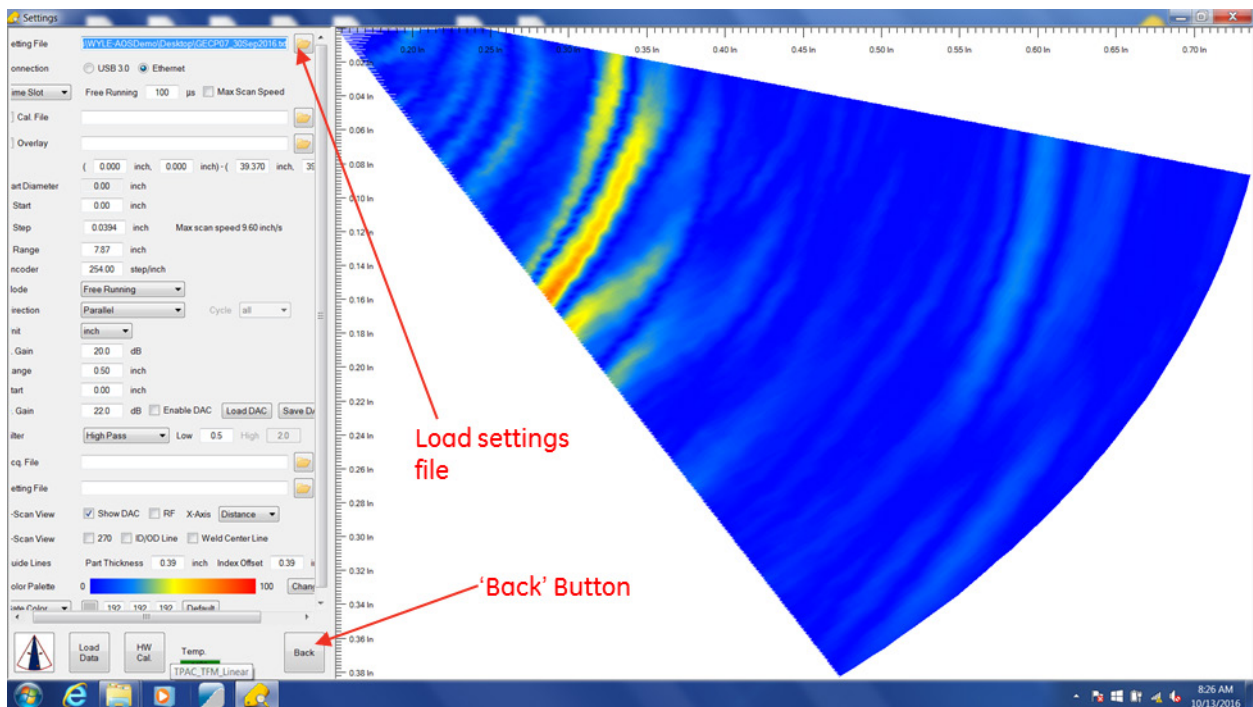 Settings
etting File \WYLE-AOSDemo\Desktop\GECP07_30Sep2016.txt
onnection USB 3.0 Ethernet
ime Slot Free Running 100 µs Max Scan Speed
] Cal. File
] Overlay
( 0.000 inch, 0.000 inch) - ( 39.370 inch, 39
art Diameter 0.00 inch
Start 0.00 inch
Step 0.0394 inch Max scan speed 9.60 inch/s
Range 7.87 inch
ncoder 254.00 step/inch
lode Free Running
irection Parallel Cycle all
nit inch
. Gain 20.0 dB
ange 0.50 inch
tart 0.00 inch
. Gain 22.0 dB Enable DAC Load DAC Save DA
ilter High Pass Low 0.5 High 2.0
cq. File
etting File
-Scan View Show DAC RF X-Axis Distance
-Scan View 270 ID/OD Line Weld Center Line
uide Lines Part Thickness 0.39 inch Index Offset 0.39 i
olor Palette 0 100 Chang
iate Color 192 192 192 Default
Load Data
HW Cal.
Temp.
Back
TPAC_TFM_Linear
0.20 In 0.30 In 0.35 In 0.40 In 0.45 In 0.50 In 0.55 In 0.60 In 0.65 In 0.70 In
0.02 In
0.04 In
0.06 In
0.08 In
0.10 In
0.12 In
0.14 In
0.16 In
0.18 In
0.20 In
0.22 In
0.24 In
0.26 In
0.28 In
0.30 In
0.32 In
0.34 In
0.36 In
0.38 In
Load settings
file
'Back' Button
8:26 AM
10/13/2016